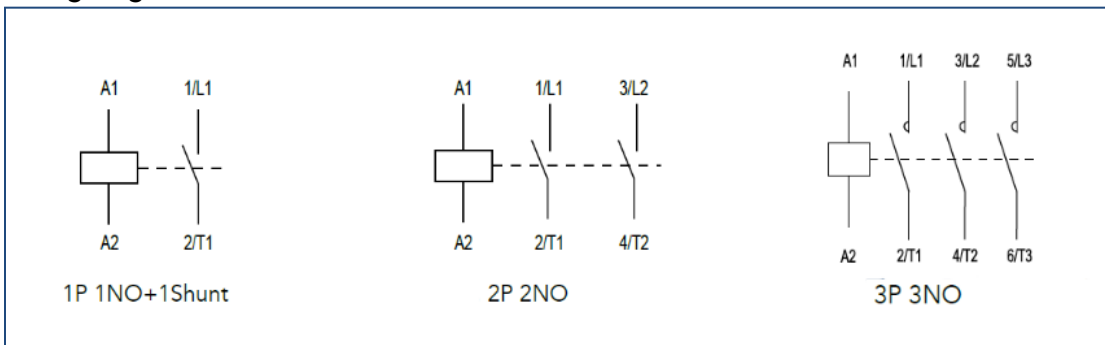 A1 1/L1
A2 2/T1
1P 1NO+1Shunt
A1 1/L1 3/L2
A2 2/T1 4/T2
2P 2NO
A1 1/L1 3/L2 5/L3
A2 2/T1 4/T2 6/T3
3P 3NO